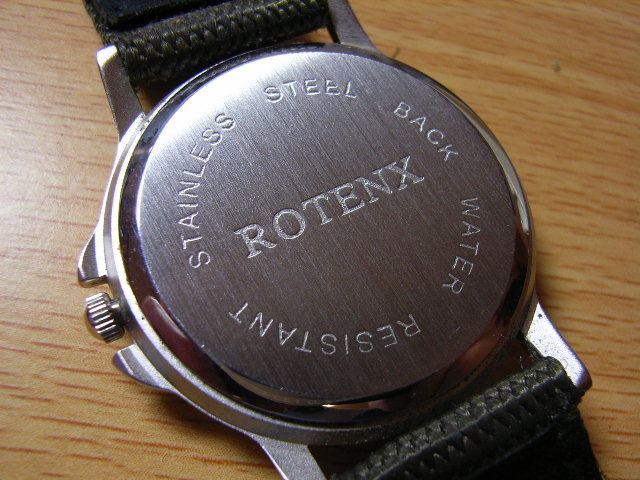 STAINLESS STEEL BACK WATER RESISTANT
ROTENX